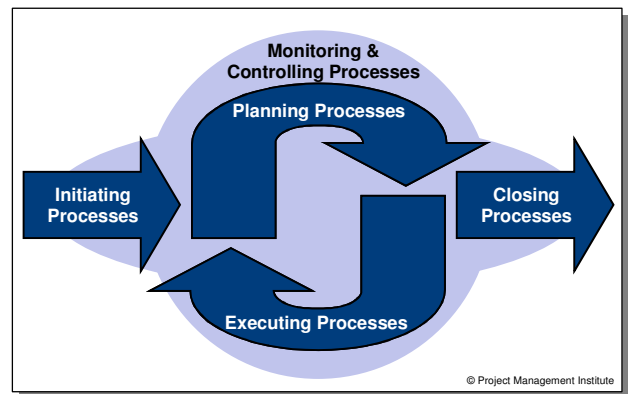 Monitoring &
Controlling Processes
Planning Processes
Initiating
Processes
Closing
Processes
Executing Processes
© Project Management Institute